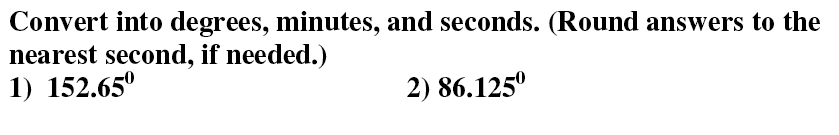 Convert into degrees, minutes, and seconds. (Round answers to the
nearest second, if needed.)
1) 152.65⁰ 2) 86.125⁰